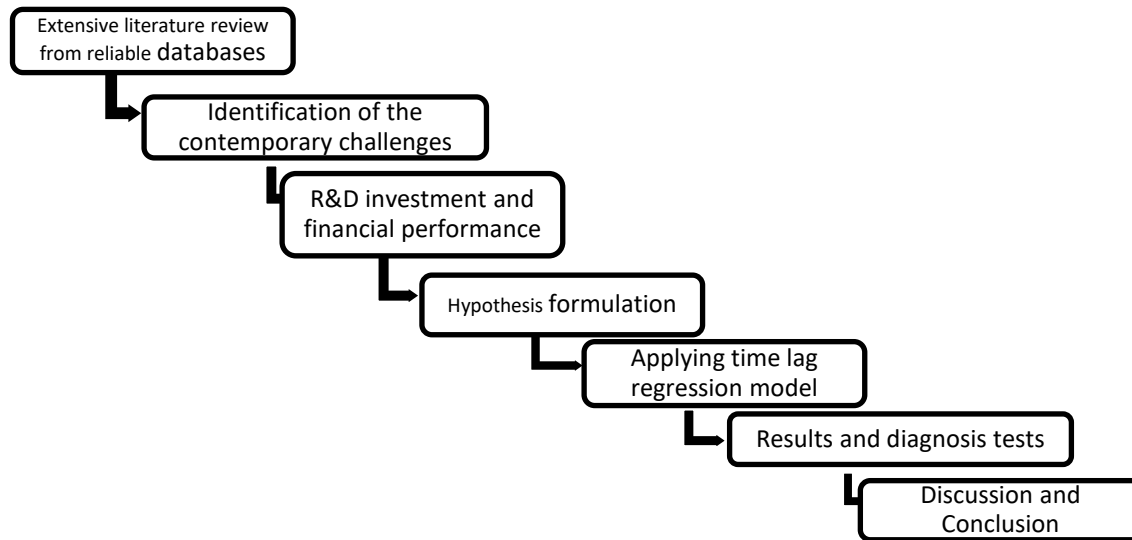 Extensive literature review
from reliable databases
Identification of the
contemporary challenges
R&D investment and
financial performance
Hypothesis formulation
Applying time lag
regression model
Results and diagnosis tests
Discussion and
Conclusion